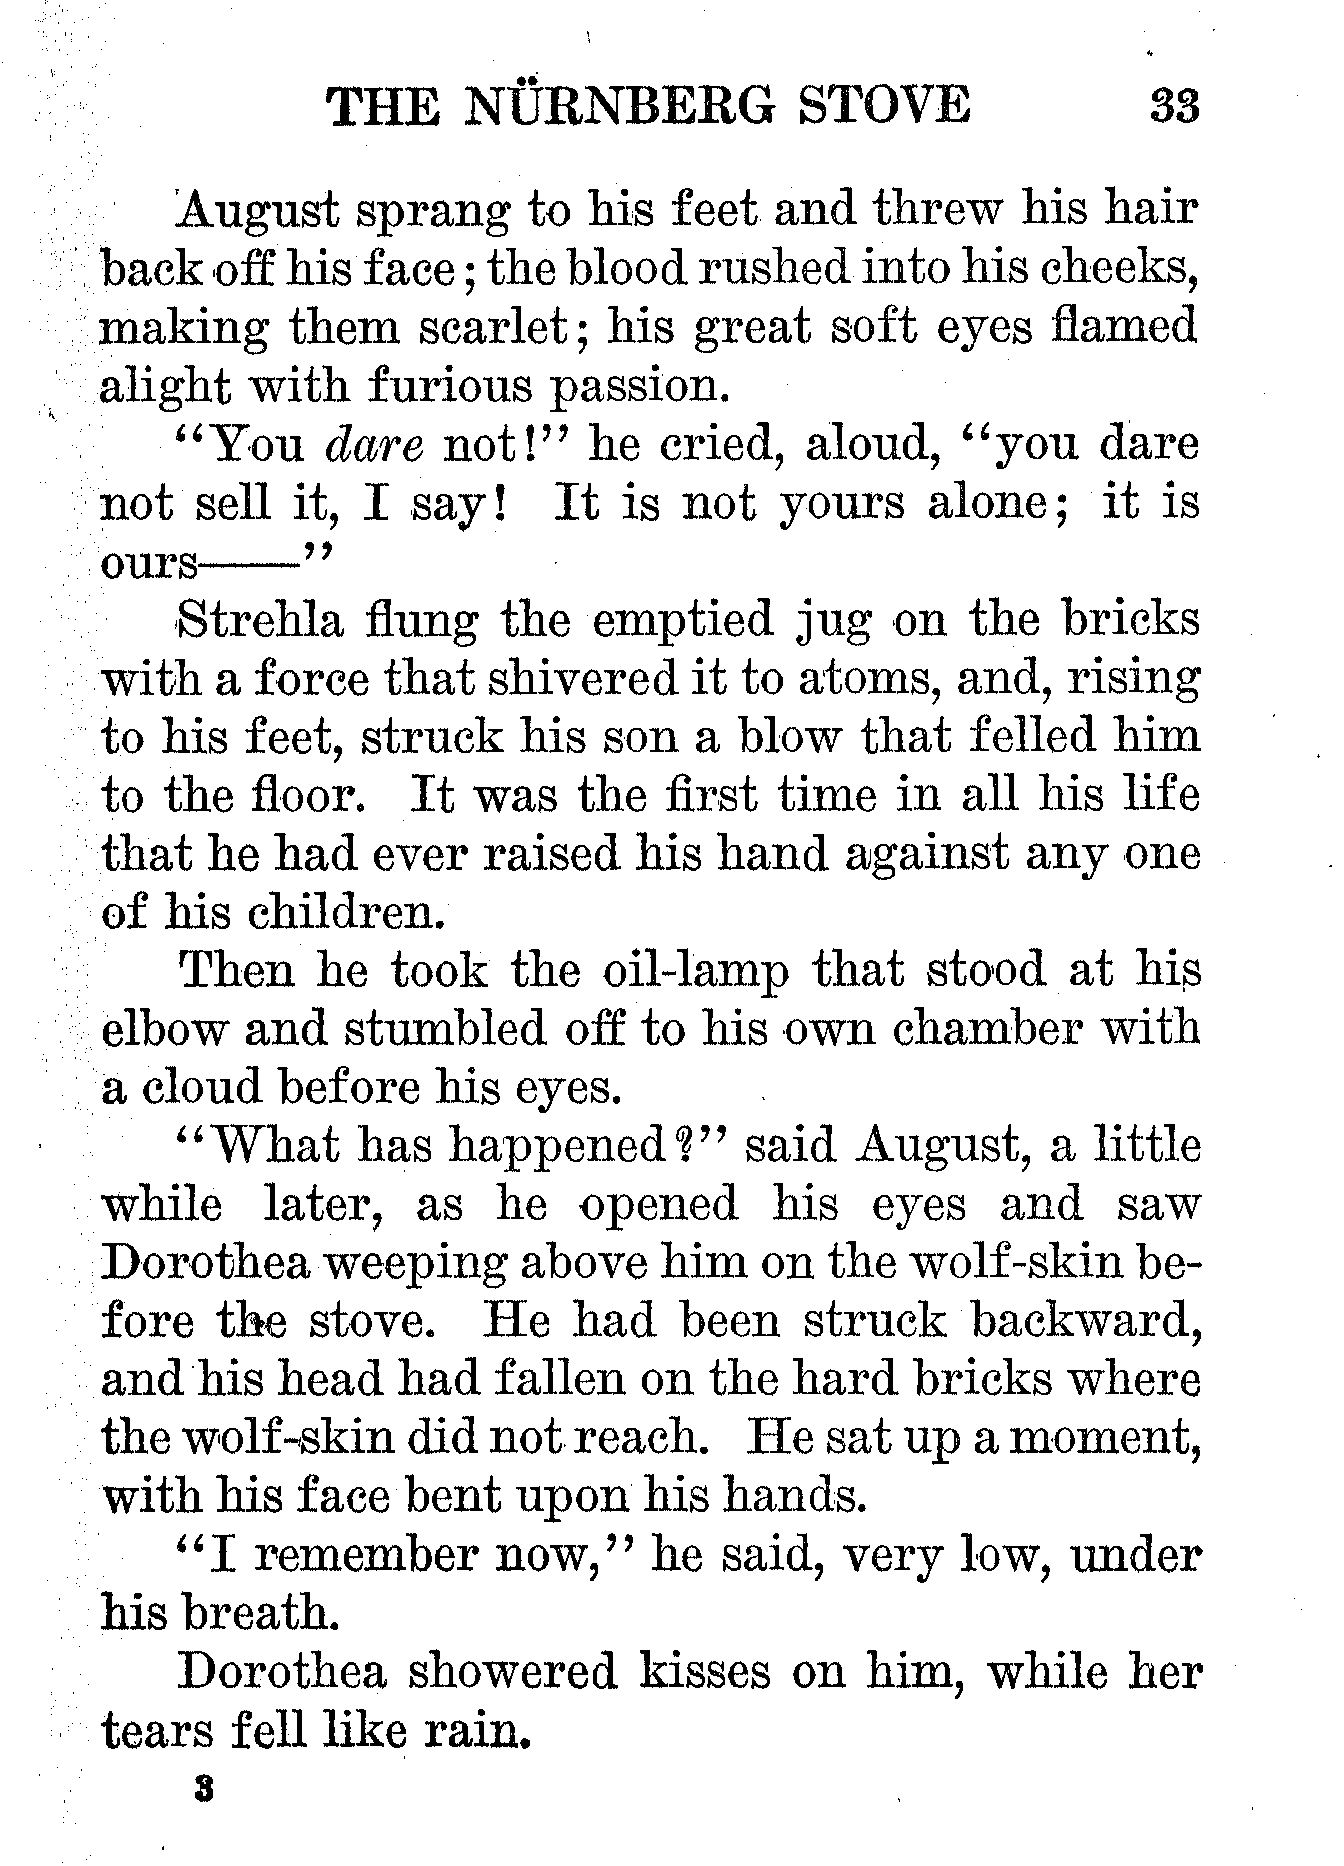 THE NÜRNBERG STOVE 33
August sprang to his feet and threw his hair
back off his face; the blood rushed into his cheeks,
making them scarlet; his great soft eyes flamed
alight with furious passion.
"You dare not!" he cried, aloud, "you dare
not sell it, I say! It is not yours alone; it is
ours——"
Strehla flung the emptied jug on the bricks
with a force that shivered it to atoms, and, rising
to his feet, struck his son a blow that felled him
to the floor. It was the first time in all his life
that he had ever raised his hand against any one
of his children.
Then he took the oil-lamp that stood at his
elbow and stumbled off to his own chamber with
a cloud before his eyes.
"What has happened?" said August, a little
while later, as he opened his eyes and saw
Dorothea weeping above him on the wolf-skin be-
fore the stove. He had been struck backward,
and his head had fallen on the hard bricks where
the wolf-skin did not reach. He sat up a moment,
with his face bent upon his hands.
"I remember now," he said, very low, under
his breath.
Dorothea showered kisses on him, while her
tears fell like rain.
3